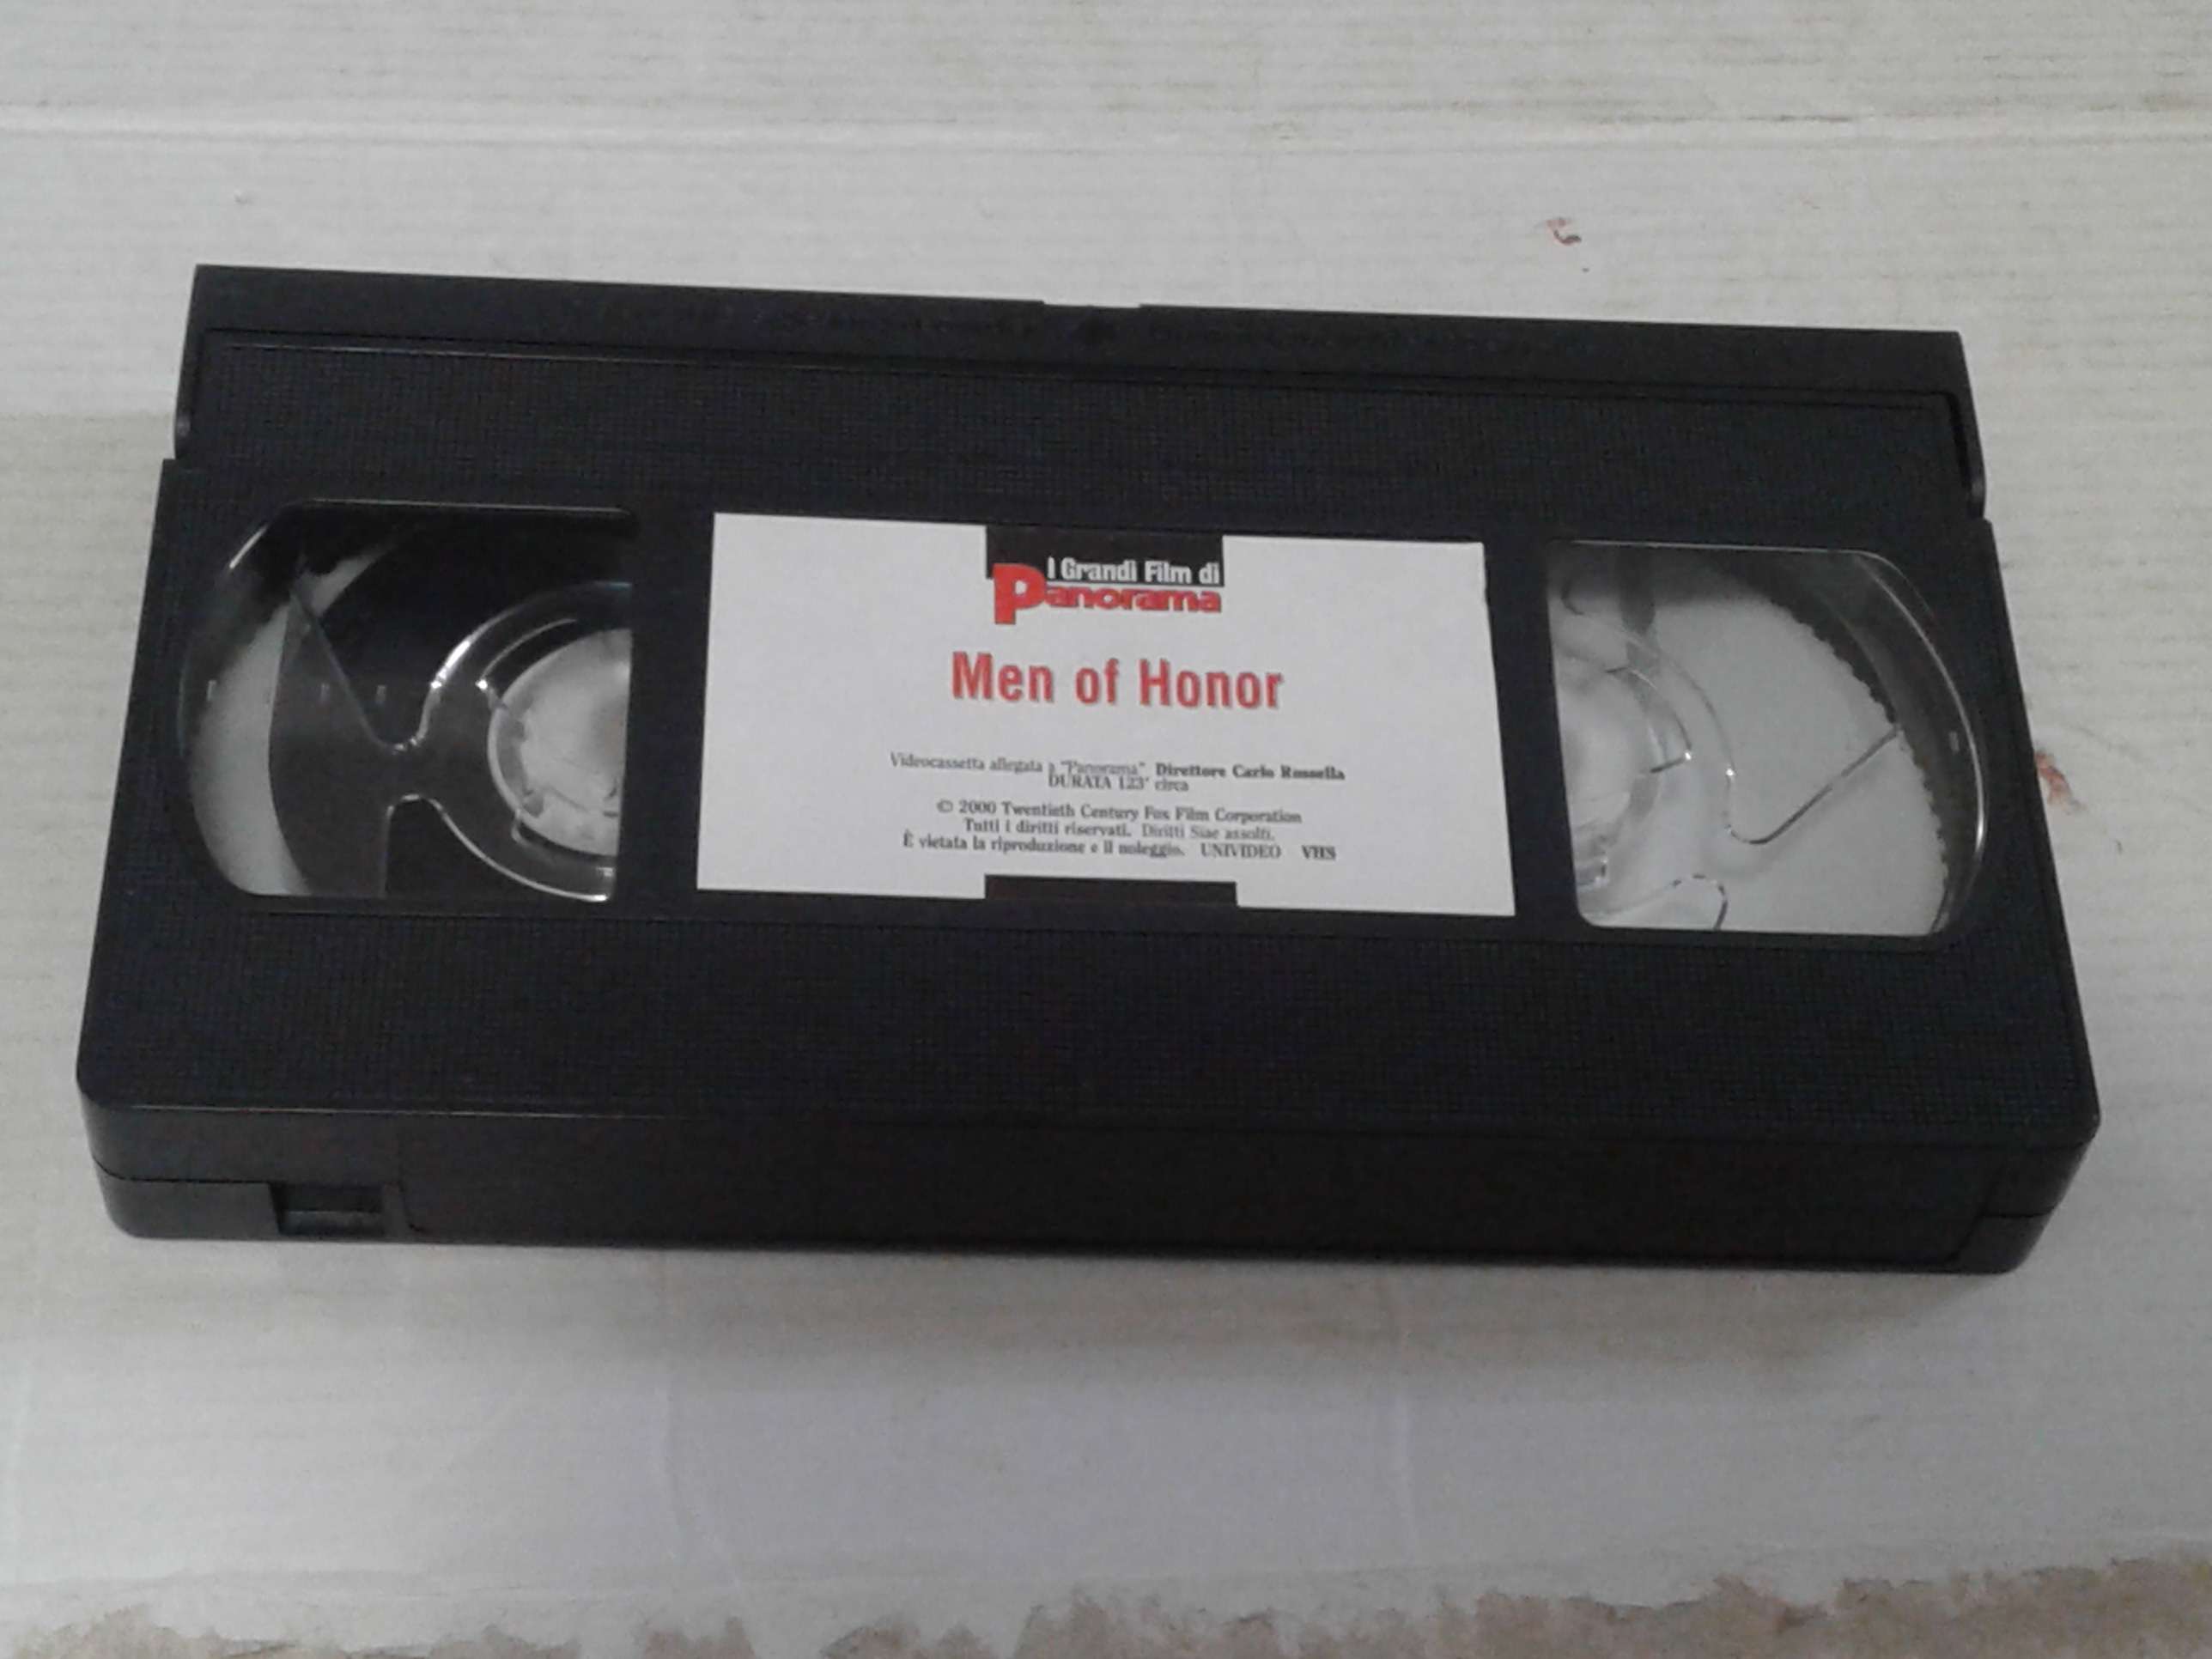 I Grandi Film di
Panorama
Men of Honor
Videocassetta allegata a "Panorama" Direttore Carlo Rossella
DURATA 123' circa
© 2000 Twentieth Century Fox Film Corporation
Tutti i diritti riservati. Diritti Siae assolti.
È vietata la riproduzione e il noleggio. UNIVIDEO VHS